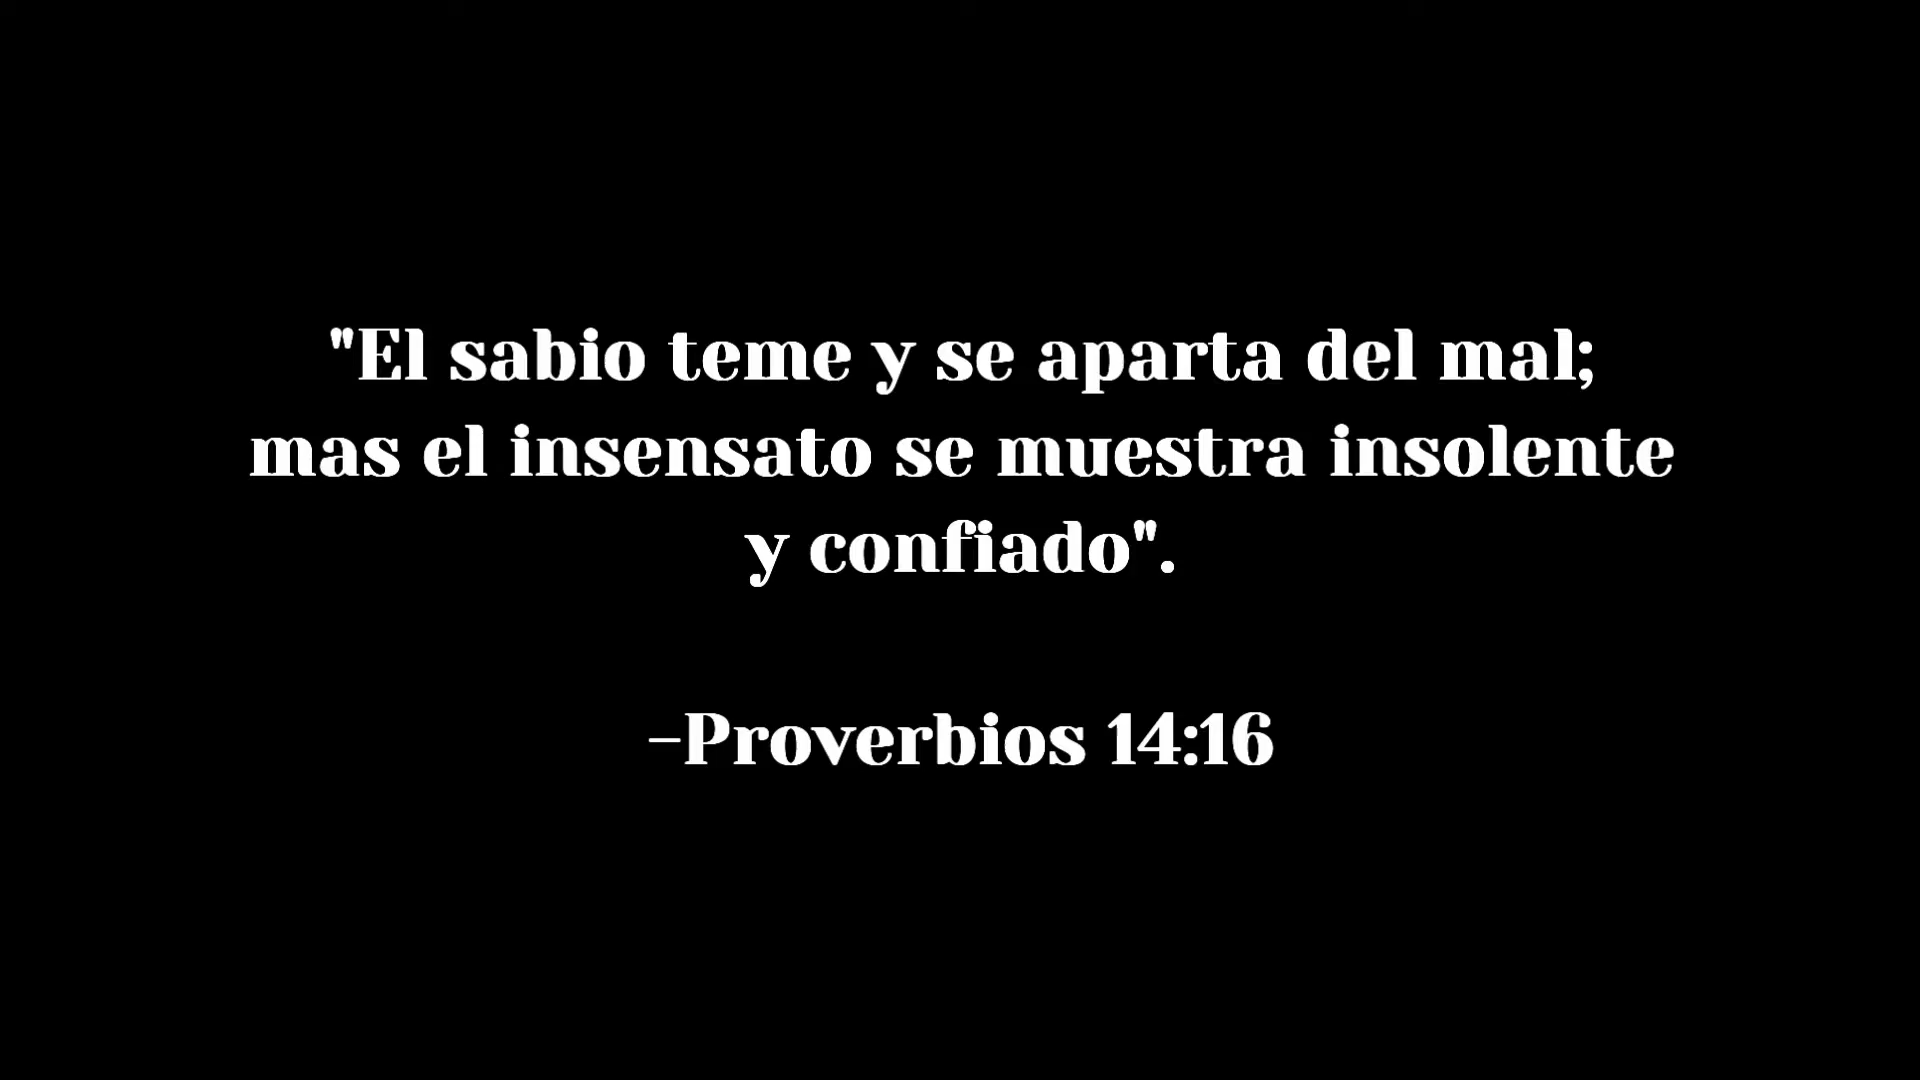 "El sabio teme y se aparta del mal;
mas el insensato se muestra insolente
y confiado".
-Proverbios 14:16